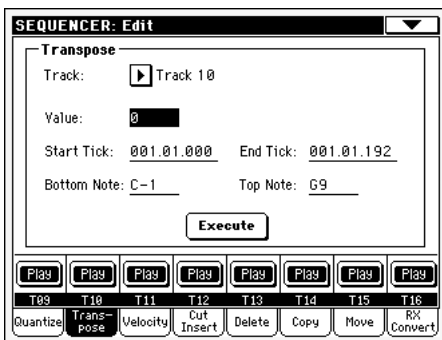 SEQUENCER: Edit
Transpose
Track: Track 10
Value: 0
Start Tick: 001.01.000 End Tick: 001.01.192
Bottom Note: C-1 Top Note: G9
Execute
Play Play Play Play Play Play Play Play
T09 T10 T11 T12 T13 T14 T15 T16
Quantize Trans-pose Velocity Cut Insert Delete Copy Move RX Convert